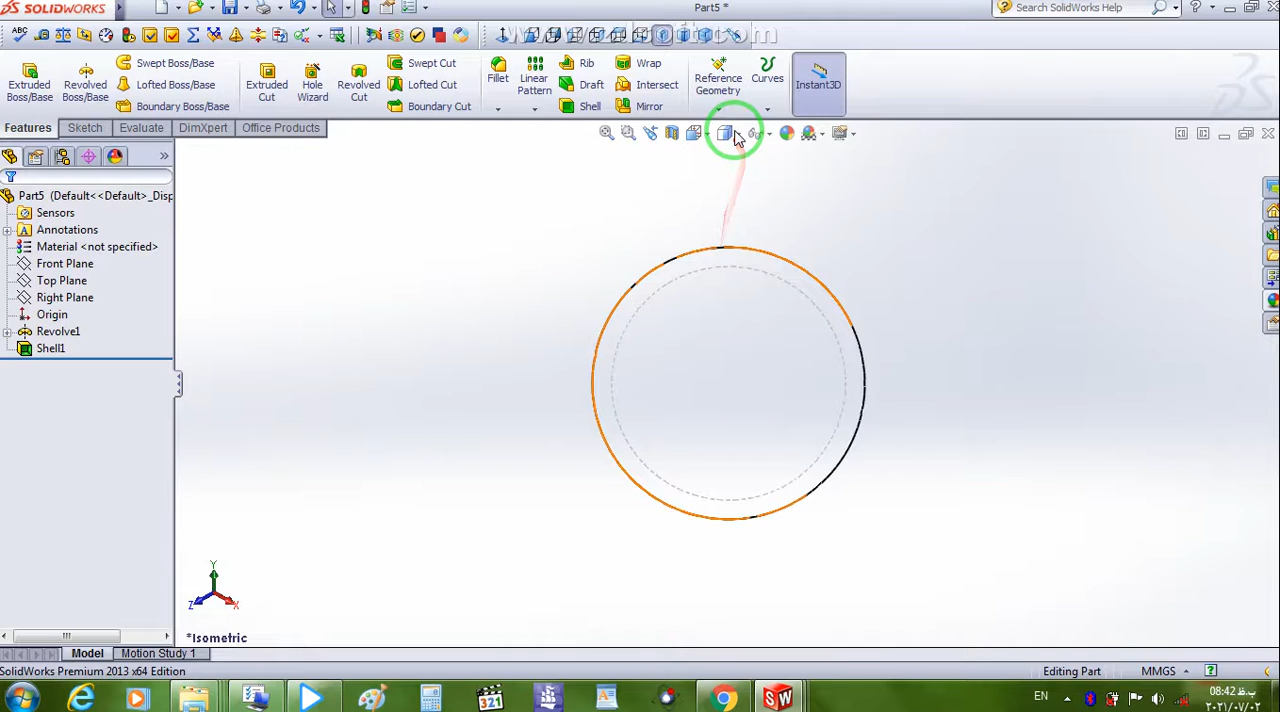 SOLIDWORKS
Part5 *
Search SolidWorks Help
Extruded Boss/Base
Revolved Boss/Base
Swept Boss/Base
Lofted Boss/Base
Boundary Boss/Base
Extruded Cut
Hole Wizard
Revolved Cut
Swept Cut
Lofted Cut
Boundary Cut
Fillet
Linear Pattern
Rib
Draft
Shell
Wrap
Intersect
Mirror
Reference Geometry
Curves
Instant3D
Features
Sketch
Evaluate
DimXpert
Office Products
Part5 (Default<<Default>_Disp
Sensors
Annotations
Material <not specified>
Front Plane
Top Plane
Right Plane
Origin
Revolve1
Shell1
Y
Z
X
*Isometric
Model
Motion Study 1
SolidWorks Premium 2013 x64 Edition
Editing Part
MMGS
321
EN
08:42 ب.ظ
۲۰۲۱/۰۷/۰۲